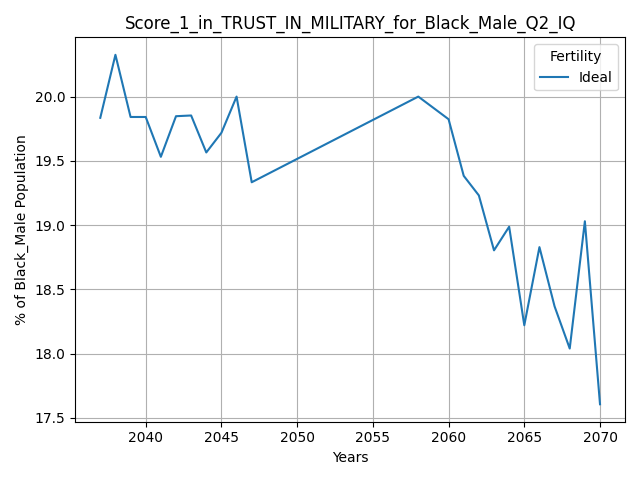 Score_1_in_TRUST_IN_MILITARY_for_Black_Male_Q2_IQ
Fertility
Ideal
20.0
19.5
19.0
18.5
18.0
17.5
% of Black_Male Population
2040
2045
2050
2055
2060
2065
2070
Years